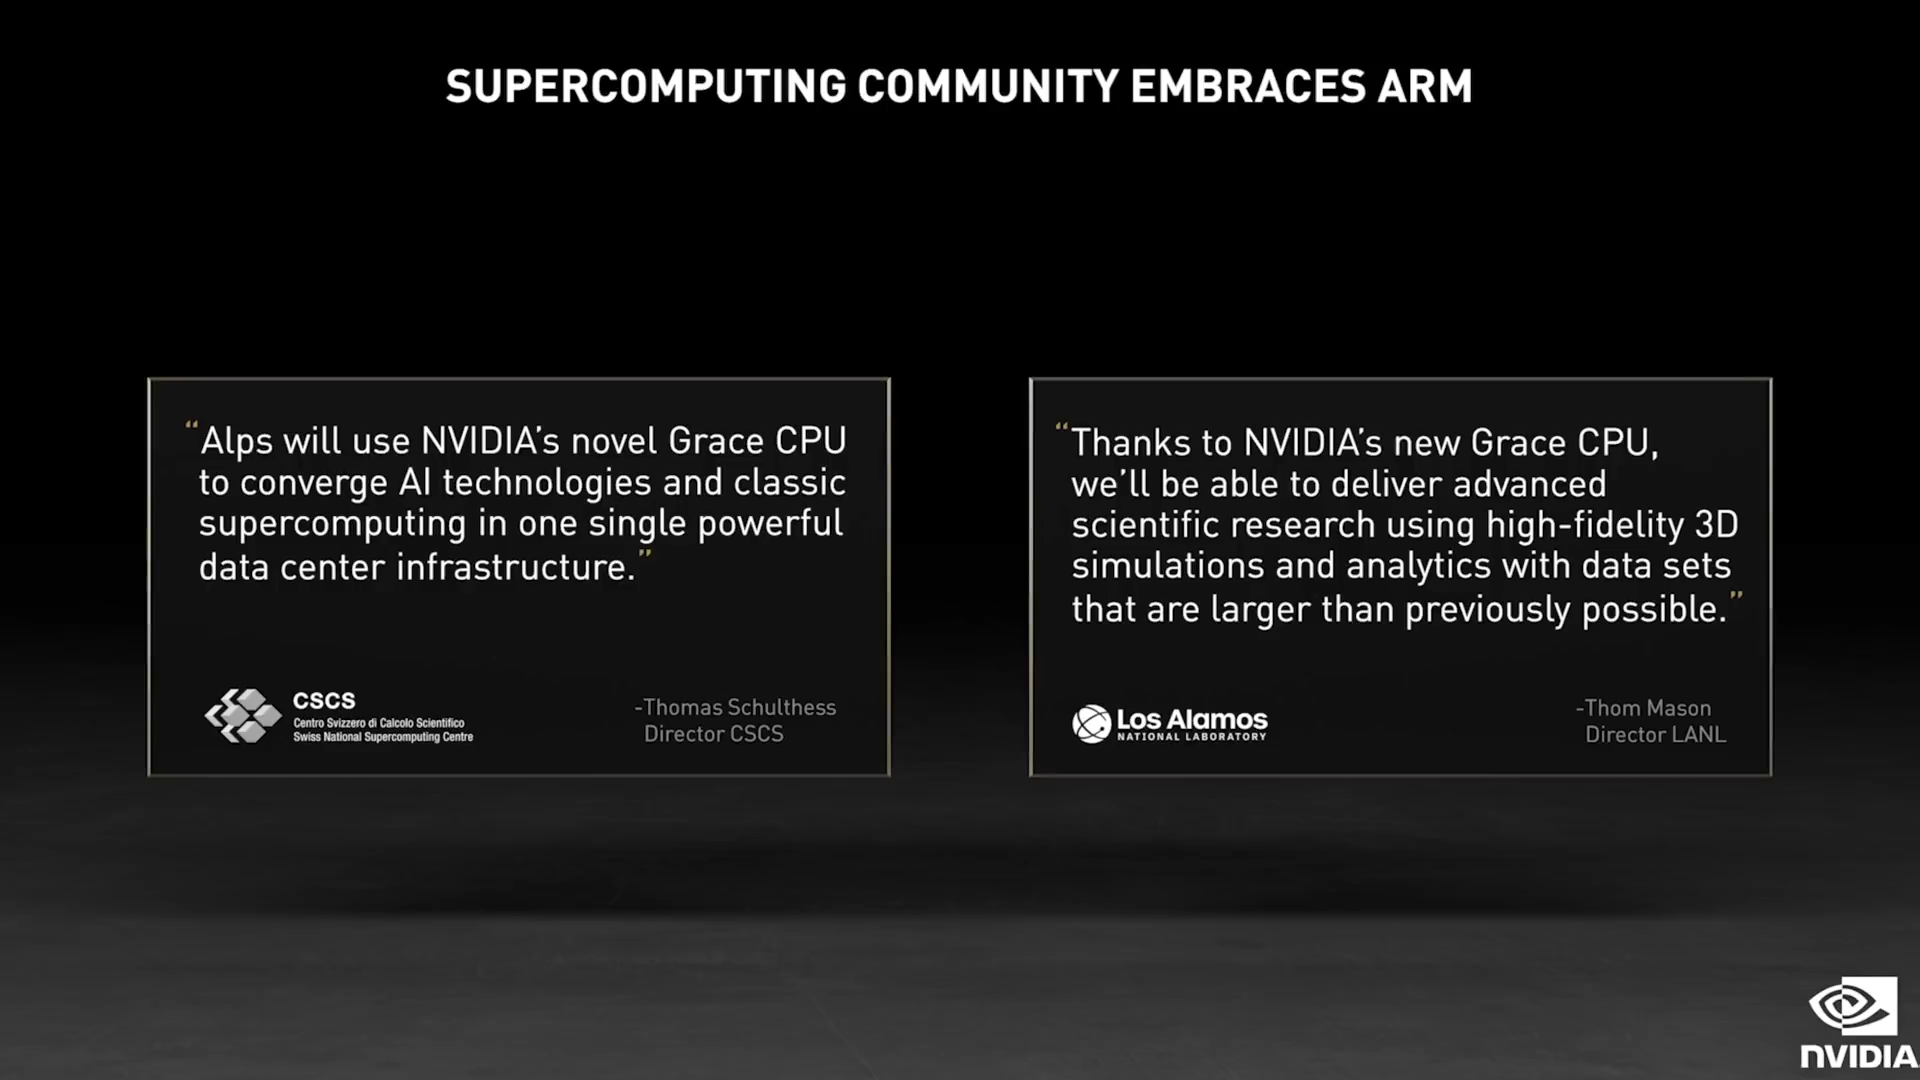 SUPERCOMPUTING COMMUNITY EMBRACES ARM
“Alps will use NVIDIA’s novel Grace CPU
to converge AI technologies and classic
supercomputing in one single powerful
data center infrastructure.”
CSCS
Centro Svizzero di Calcolo Scientifico
Swiss National Supercomputing Centre
-Thomas Schulthess
Director CSCS
“Thanks to NVIDIA’s new Grace CPU,
we’ll be able to deliver advanced
scientific research using high-fidelity 3D
simulations and analytics with data sets
that are larger than previously possible.”
Los Alamos
NATIONAL LABORATORY
-Thom Mason
Director LANL
NVIDIA